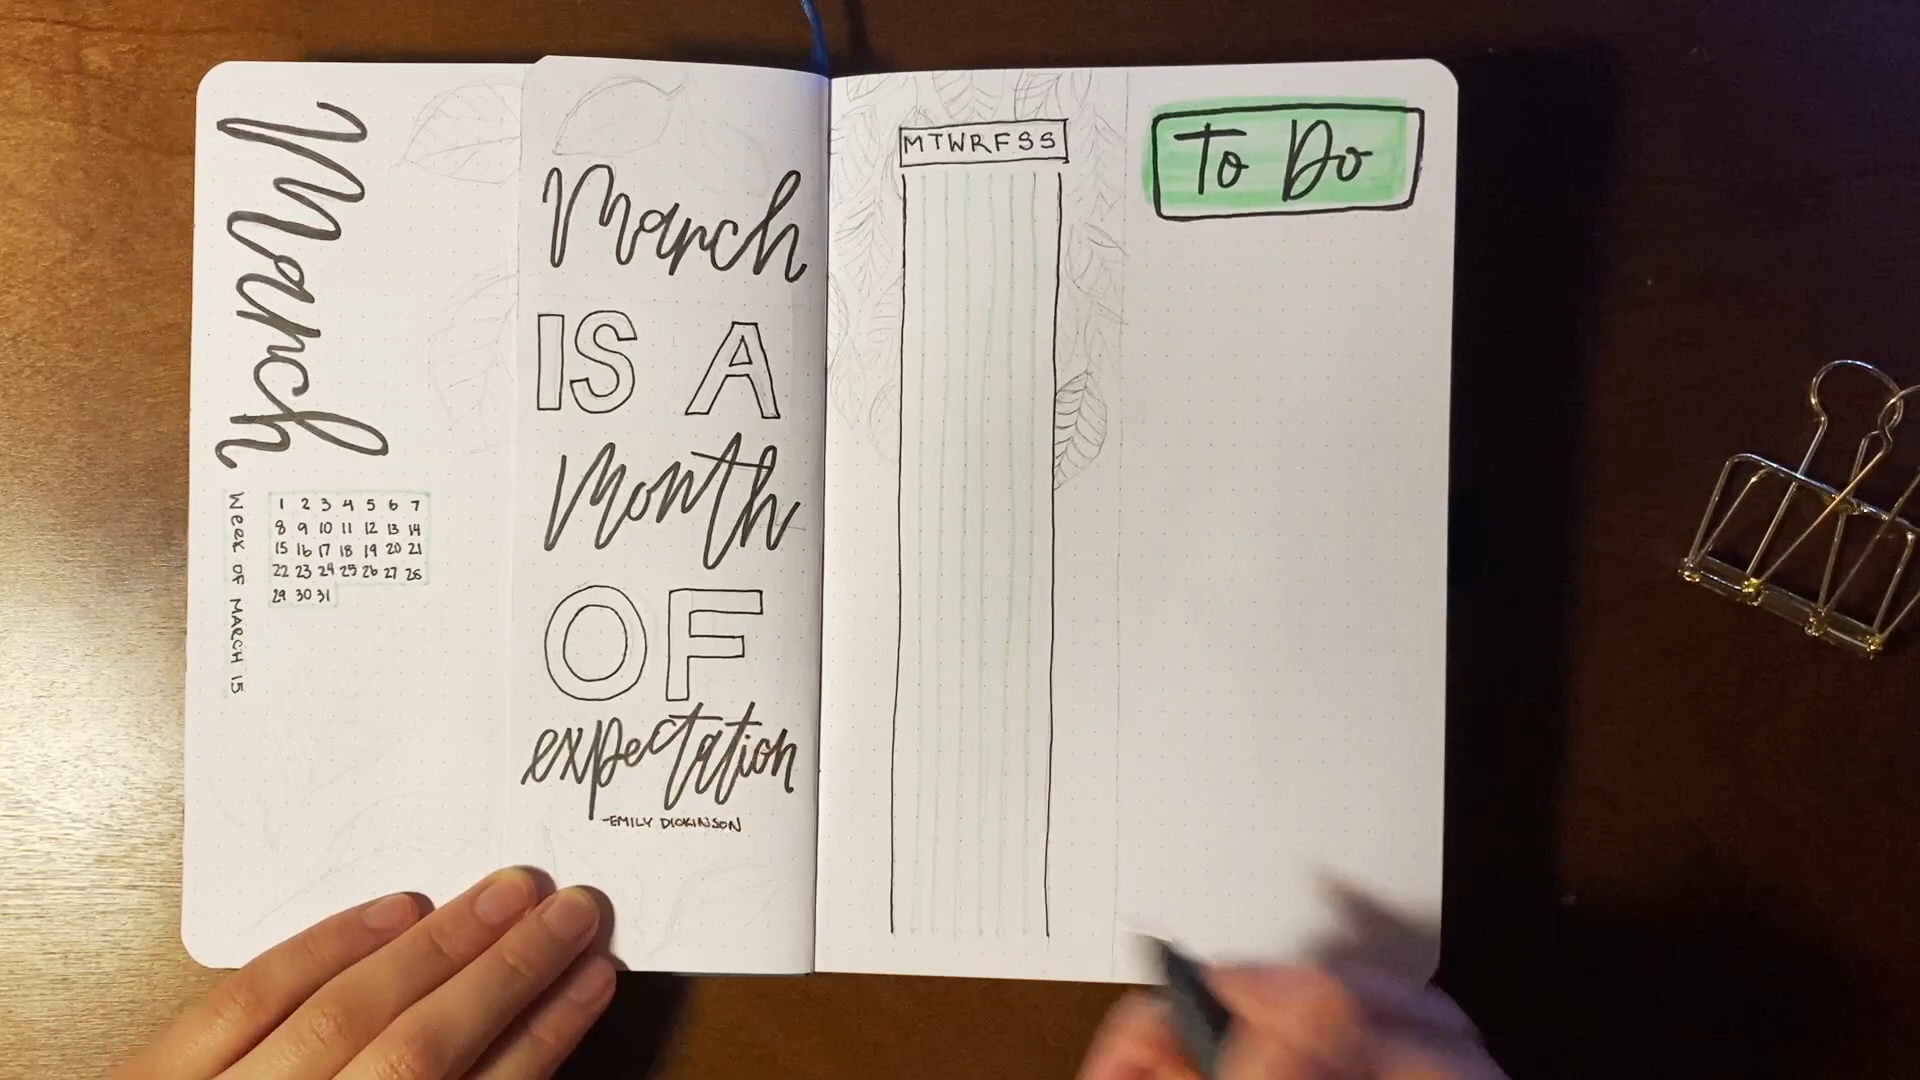 March
WEEK OF MARCH 15
1 2 3 4 5 6 7
8 9 10 11 12 13 14
15 16 17 18 19 20 21
22 23 24 25 26 27 28
29 30 31
March
IS A
Month
OF
expectation
-EMILY DICKINSON
MTWRFSS
To Do